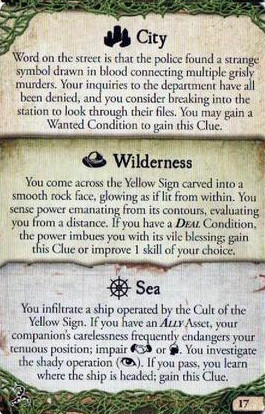 City
Word on the street is that the police found a strange
symbol drawn in blood connecting multiple grisly
murders. Your inquiries to the department have all
been denied, and you consider breaking into the
station to look through their files. You may gain a
Wanted Condition to gain this Clue.
Wilderness
You come across the Yellow Sign carved into a
smooth rock face, glowing as if lit from within. You
sense power emanating from its contours, evaluating
you from a distance. If you have a DEAL Condition,
the power imbues you with its vile blessing; gain
this Clue or improve 1 skill of your choice.
Sea
You infiltrate a ship operated by the Cult of the
Yellow Sign. If you have an ALLY Asset, your
companion's carelessness frequently endangers your
tenuous position; impair or . You investigate
the shady operation ( ). If you pass, you learn
where the ship is headed; gain this Clue.
17